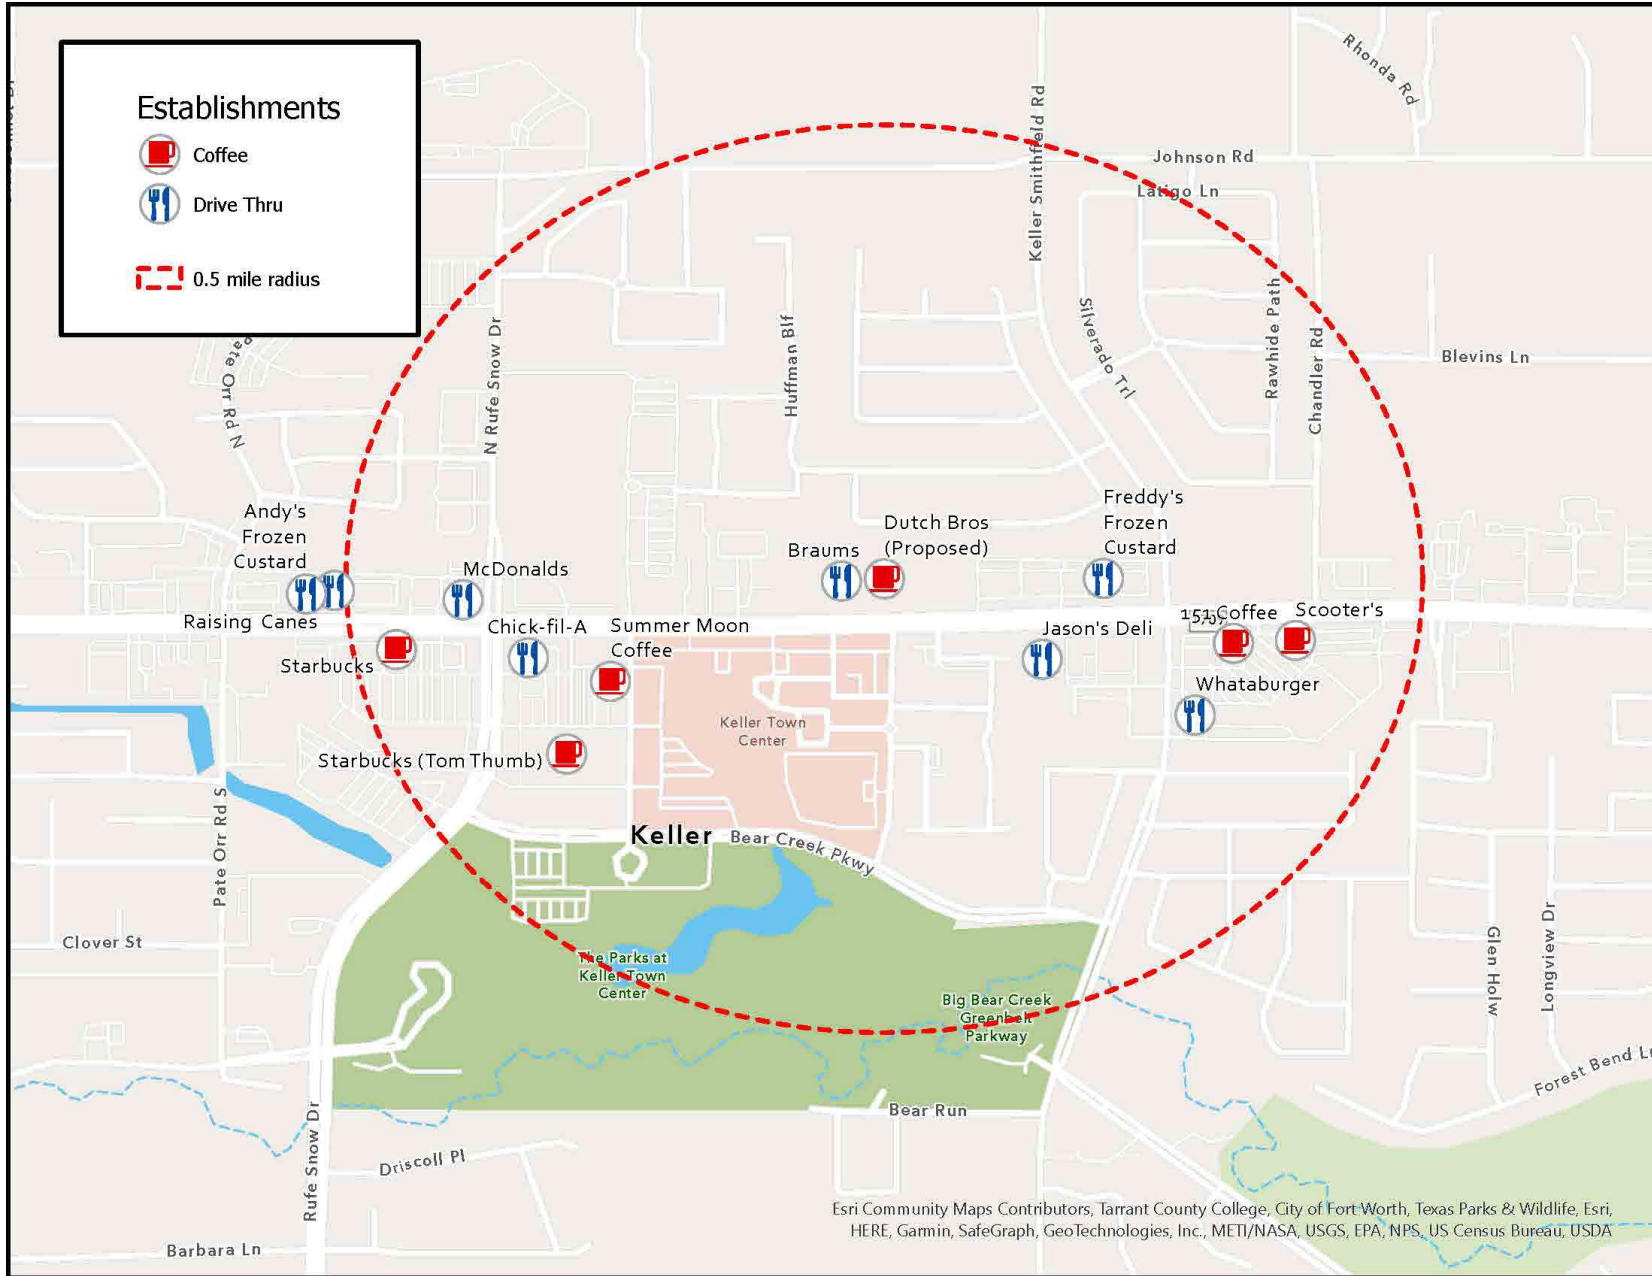 Establishments
Coffee
Drive Thru
0.5 mile radius
Rhonda Rd
Johnson Rd
Latigo Ln
Keller Smithfield Rd
Silverado Trl
Rawhide Path
Chandler Rd
Blevins Ln
Huffman Blf
N Rufe Snow Dr
Pate Orr Rd N
Andy's
Frozen
Custard
Raising Canes
McDonalds
Chick-fil-A
Starbucks
Summer Moon
Coffee
Starbucks (Tom Thumb)
Braums
Dutch Bros
(Proposed)
Freddy's
Frozen
Custard
Jason's Deli
151 Coffee
Scooter's
Whataburger
Keller Town
Center
Keller
Bear Creek Pkwy
Pate Orr Rd S
Clover St
The Parks at
Keller Town
Center
Big Bear Creek
Greenbelt
Parkway
Glen Holw
Longview Dr
Forest Bend Ln
Bear Run
Rufe Snow Dr
Driscoll Pl
Barbara Ln
Esri Community Maps Contributors, Tarrant County College, City of Fort Worth, Texas Parks & Wildlife, Esri,
HERE, Garmin, SafeGraph, GeoTechnologies, Inc., METI/NASA, USGS, EPA, NPS, US Census Bureau, USDA